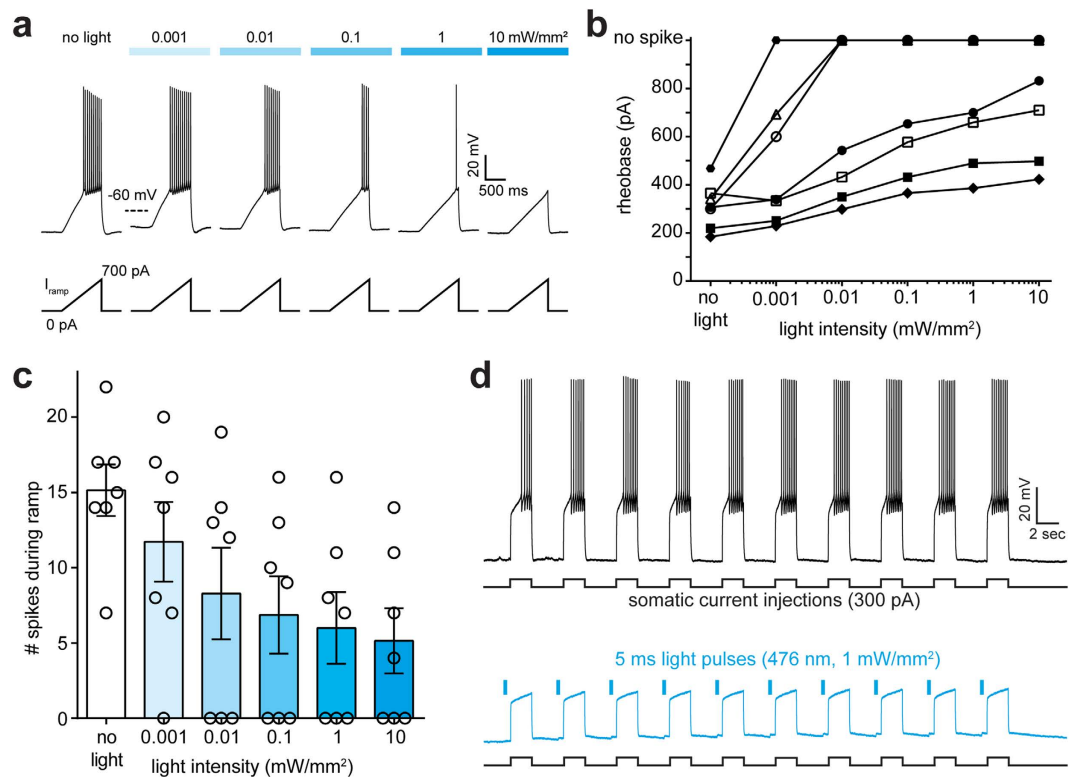 a
no light 0.001 0.01 0.1 1 10 mW/mm²
-60 mV
20 mV
500 ms
Iramp
700 pA
0 pA
b
no spike
800
600
400
200
0
rheobase (pA)
no light 0.001 0.01 0.1 1 10
light intensity (mW/mm²)
c
20
15
10
5
0
# spikes during ramp
no light 0.001 0.01 0.1 1 10
light intensity (mW/mm²)
d
20 mV
2 sec
somatic current injections (300 pA)
5 ms light pulses (476 nm, 1 mW/mm²)